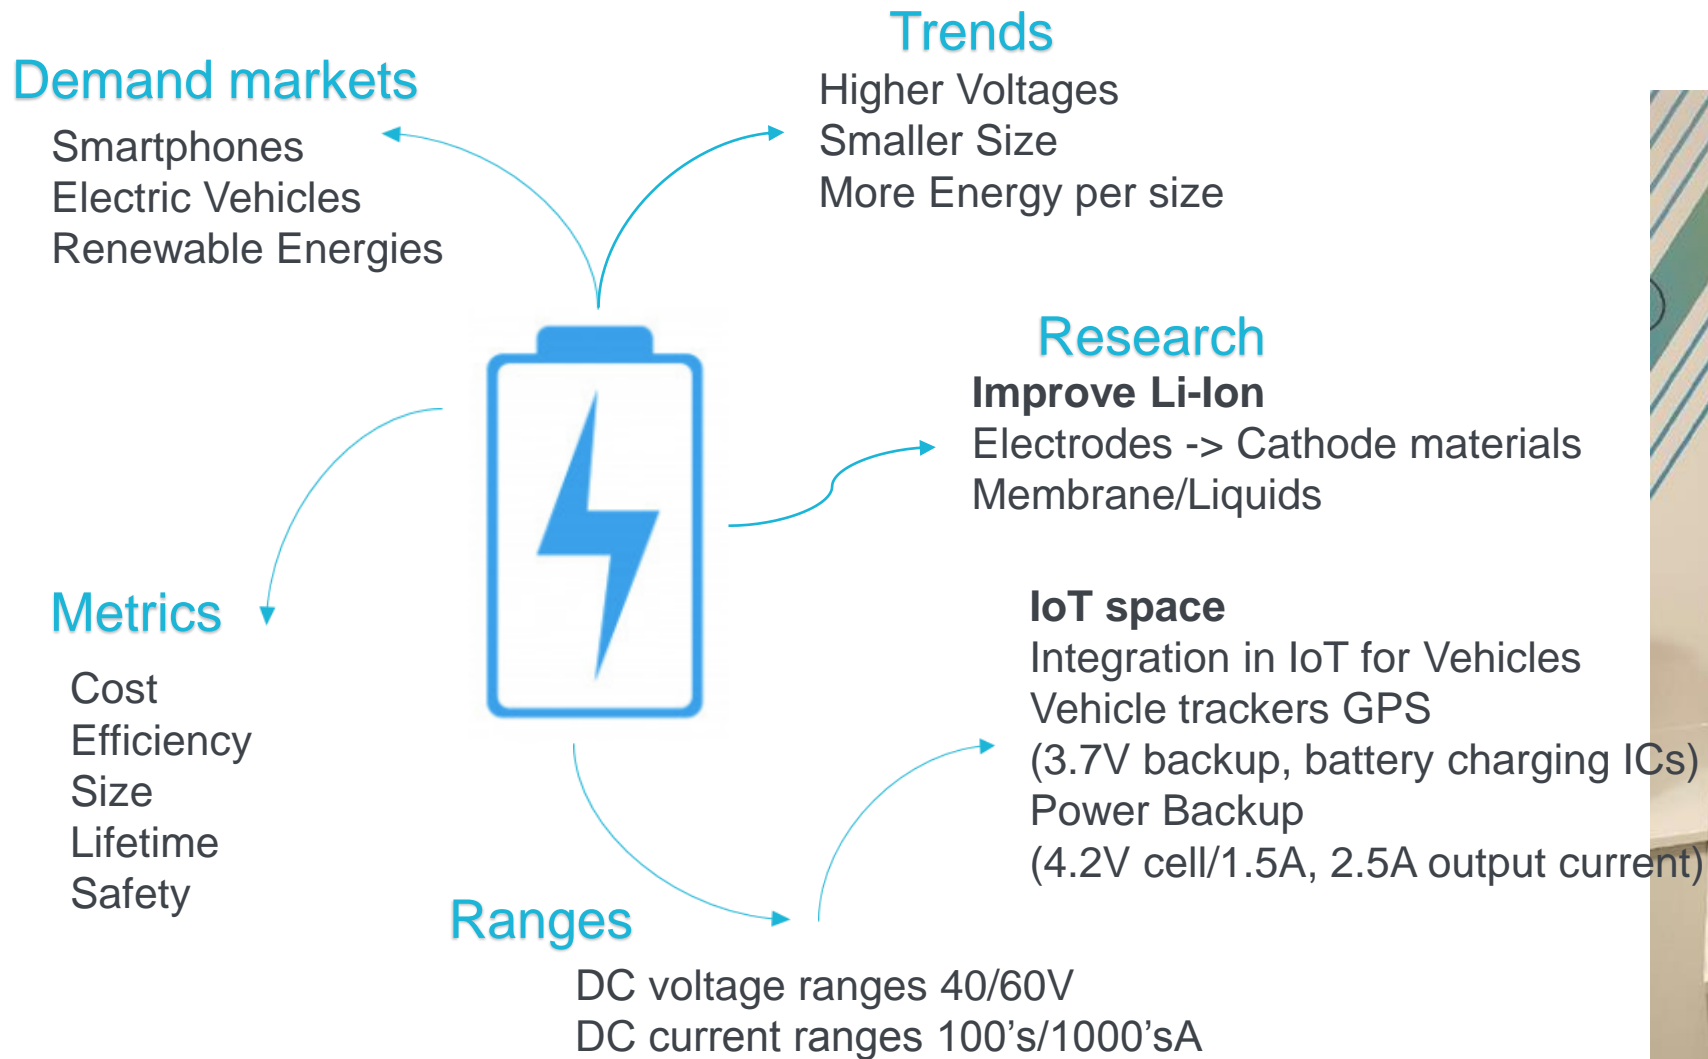 Demand markets
Smartphones
Electric Vehicles
Renewable Energies
Trends
Higher Voltages
Smaller Size
More Energy per size
Research
Improve Li-Ion
Electrodes -> Cathode materials
Membrane/Liquids
IoT space
Integration in IoT for Vehicles
Vehicle trackers GPS
(3.7V backup, battery charging ICs)
Power Backup
(4.2V cell/1.5A, 2.5A output current)
Metrics
Cost
Efficiency
Size
Lifetime
Safety
Ranges
DC voltage ranges 40/60V
DC current ranges 100's/1000'sA